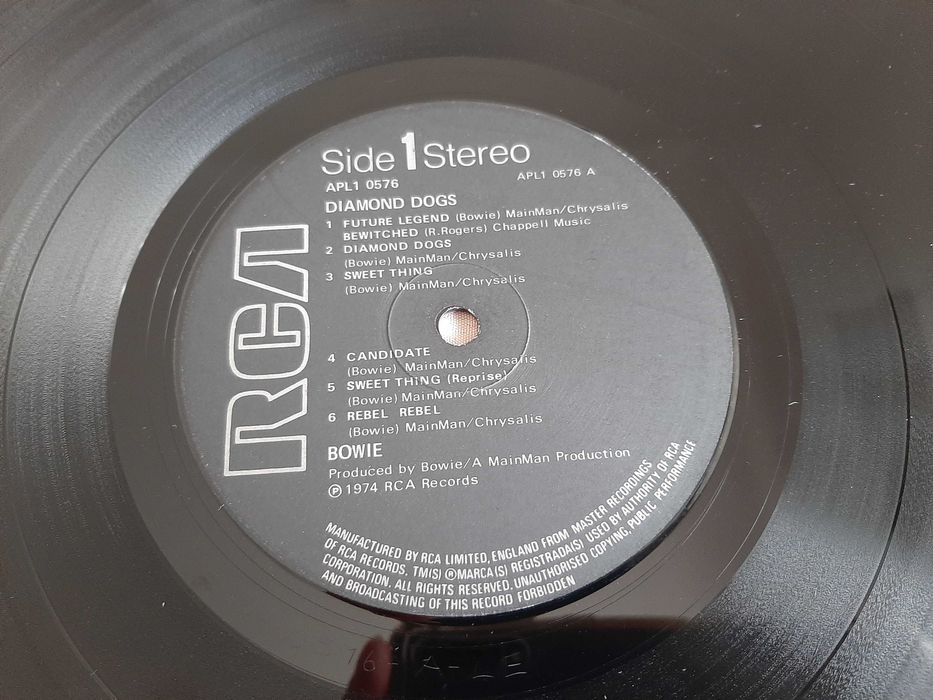 Side 1 Stereo
APL1 0576
APL1 0576 A
DIAMOND DOGS
1 FUTURE LEGEND (Bowie) MainMan/Chrysalis
BEWITCHED (R.Rogers) Chappell Music
2 DIAMOND DOGS
(Bowie) MainMan/Chrysalis
3 SWEET THING
(Bowie) MainMan/Chrysalis
RCA
4 CANDIDATE
(Bowie) MainMan/Chrysalis
5 SWEET THING (Reprise)
(Bowie) MainMan/Chrysalis
6 REBEL REBEL
(Bowie) MainMan/Chrysalis
BOWIE
Produced by Bowie/A MainMan Production
℗ 1974 RCA Records
MANUFACTURED BY RCA LIMITED, ENGLAND FROM MASTER RECORDINGS
OF RCA RECORDS. TM(S) ® MARCA(S) REGISTRADA(S) USED BY AUTHORITY OF RCA
CORPORATION. ALL RIGHTS RESERVED. UNAUTHORISED COPYING, PUBLIC PERFORMANCE
AND BROADCASTING OF THIS RECORD FORBIDDEN